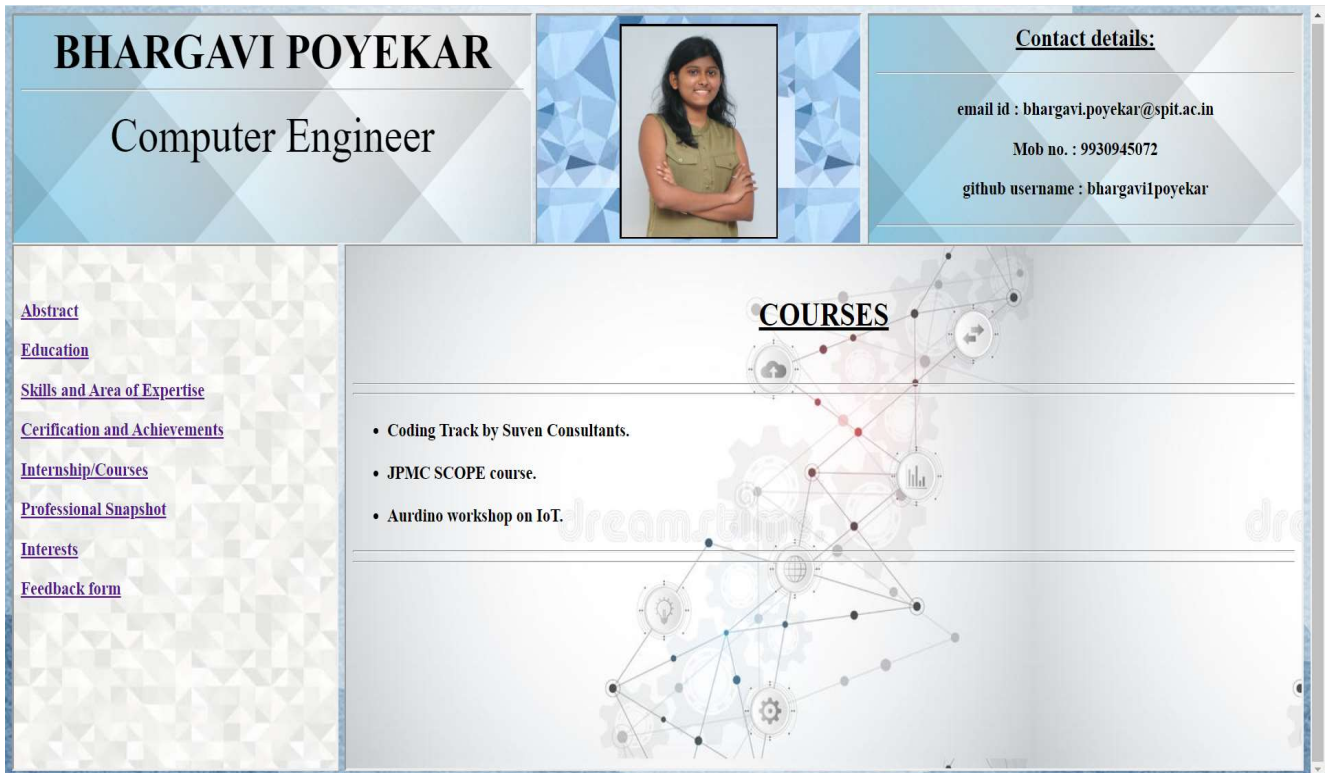 BHARGAVI POYEKAR
Computer Engineer
Contact details:
email id : bhargavi.poyekar@spit.ac.in
Mob no. : 9930945072
github username : bhargavi1poyekar
Abstract
Education
Skills and Area of Expertise
Cerification and Achievements
Internship/Courses
Professional Snapshot
Interests
Feedback form
COURSES
Coding Track by Suven Consultants.
JPMC SCOPE course.
Aurdino workshop on IoT.
dreamstime
dre